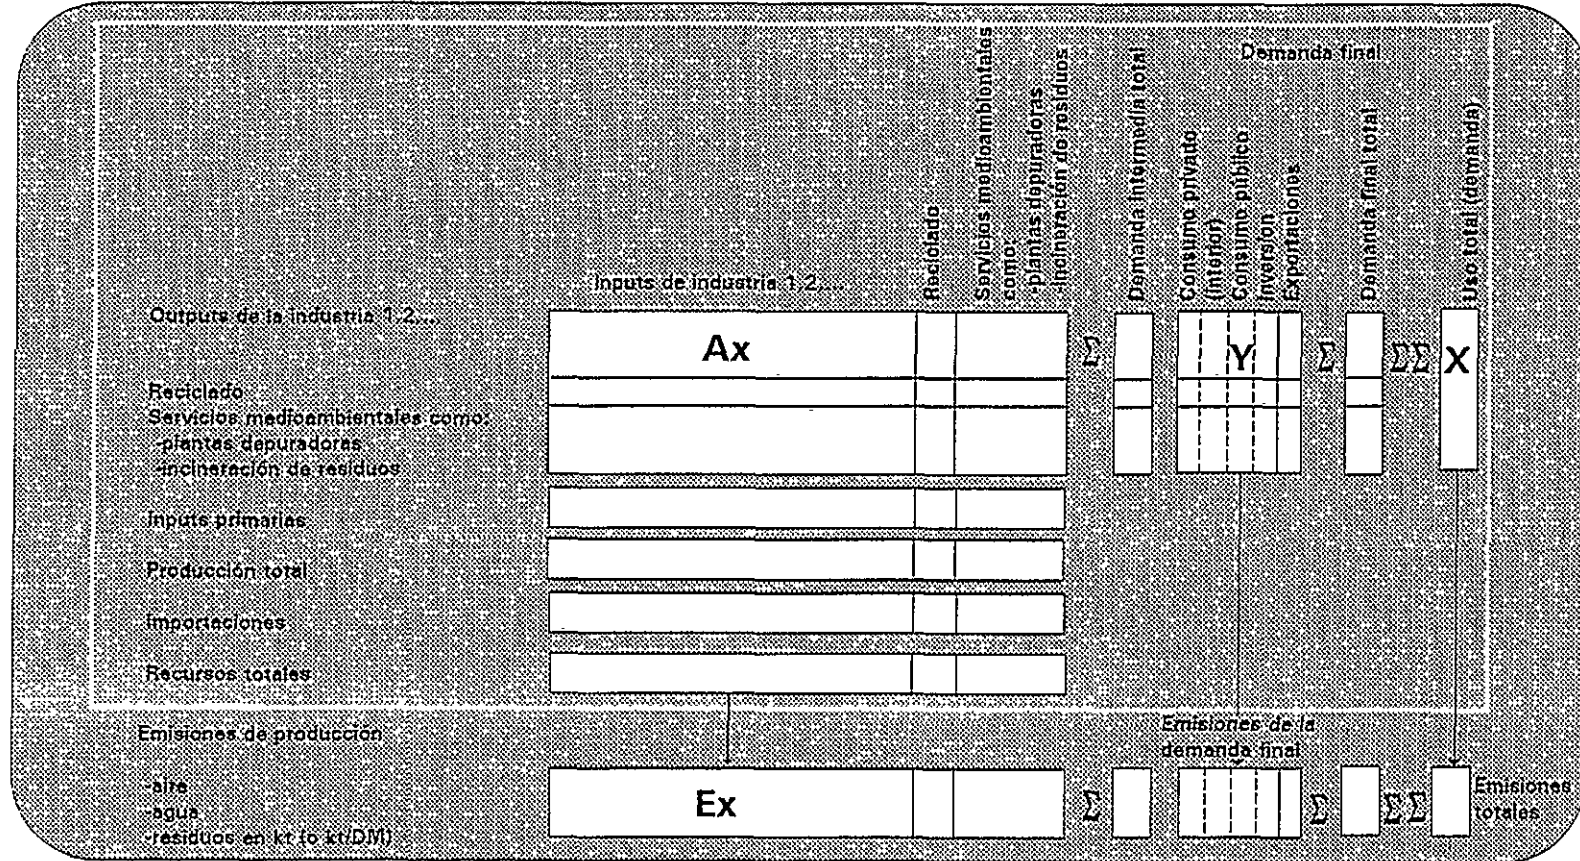 Demanda final
Inputs de industria 1,2,...
Reciclado
Servicios medioambientales
como:
-plantas depuradoras
-incineración de residuos
Demanda intermedia total
Consumo privado
(interior)
Consumo público
Inversion
Exportaciones
Demanda final total
Uso total (demanda)
Outputs de la industria 1,2,...
Ax
Σ
Y
Σ
ΣΣ
X
Reciclado
Servicios medioambientales como:
-plantas depuradoras
-incineración de residuos
Inputs primarias
Producción total
Importaciones
Recursos totales
Emisiones de producción
Emisiones de la
demanda final
-aire
-agua
-residuos en kt (o kt/DM)
Ex
Σ
Σ
ΣΣ
Emisiones
totales